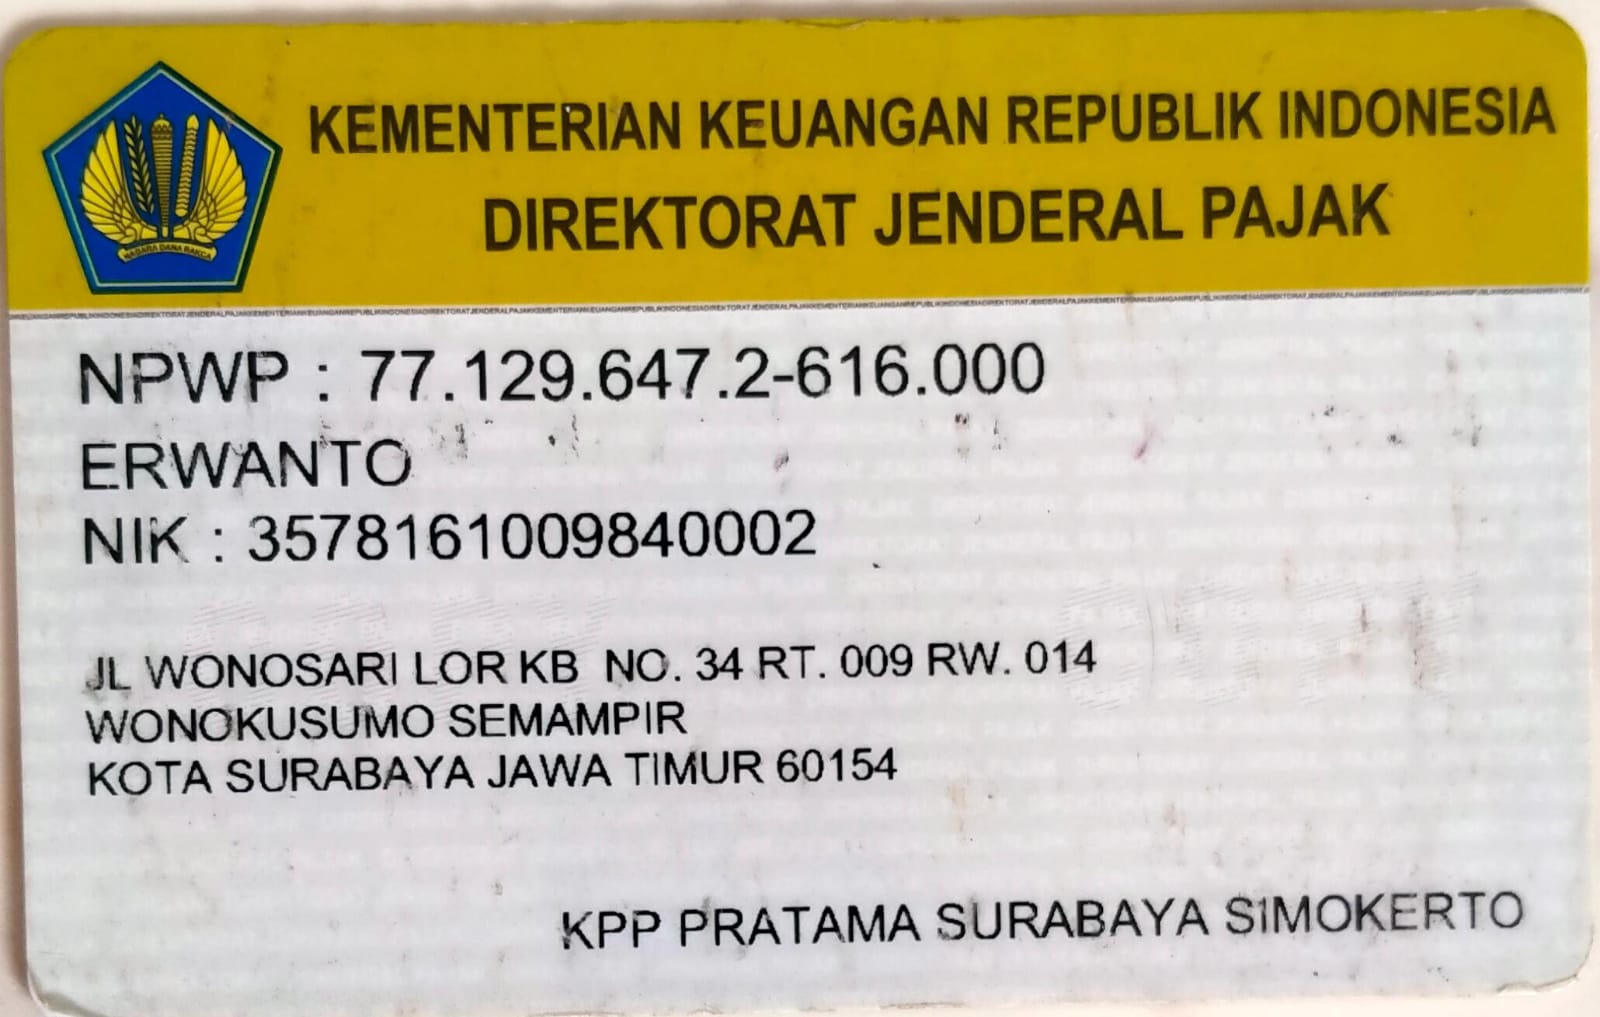 KEMENTERIAN KEUANGAN REPUBLIK INDONESIA
DIREKTORAT JENDERAL PAJAK
NAGARA DANA RAKCA
NPWP : 77.129.647.2-616.000
ERWANTO
NIK : 3578161009840002
JL WONOSARI LOR KB NO. 34 RT. 009 RW. 014
WONOKUSUMO SEMAMPIR
KOTA SURABAYA JAWA TIMUR 60154
KPP PRATAMA SURABAYA SIMOKERTO